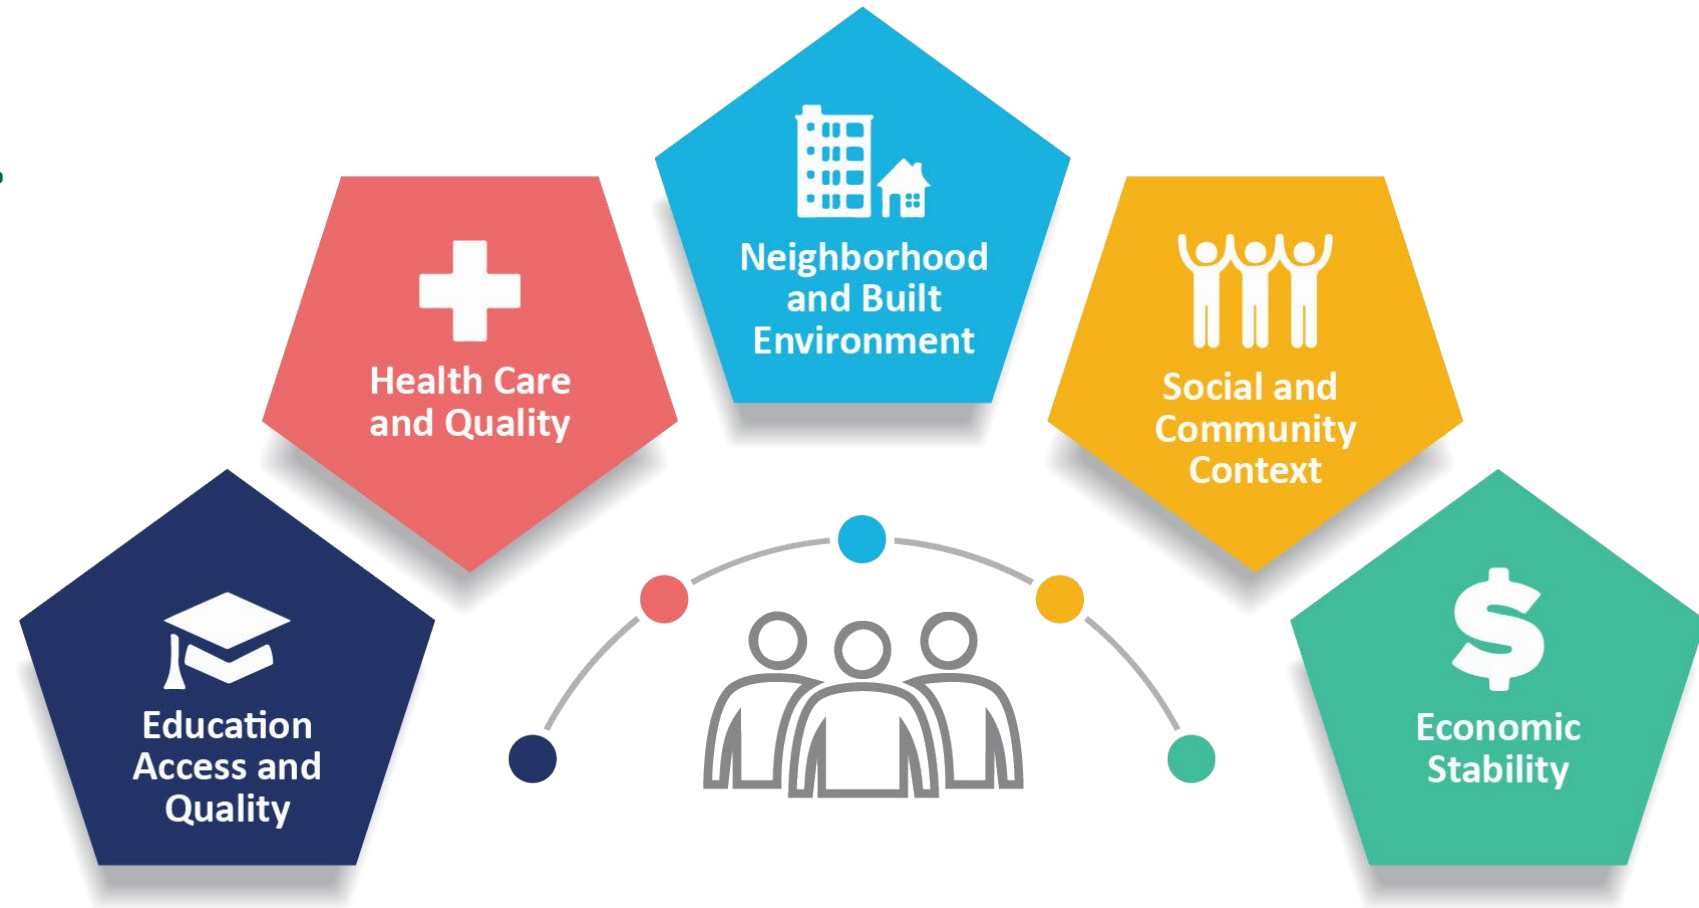 Neighborhood
and Built
Environment
Health Care
and Quality
Social and
Community
Context
Education
Access and
Quality
Economic
Stability